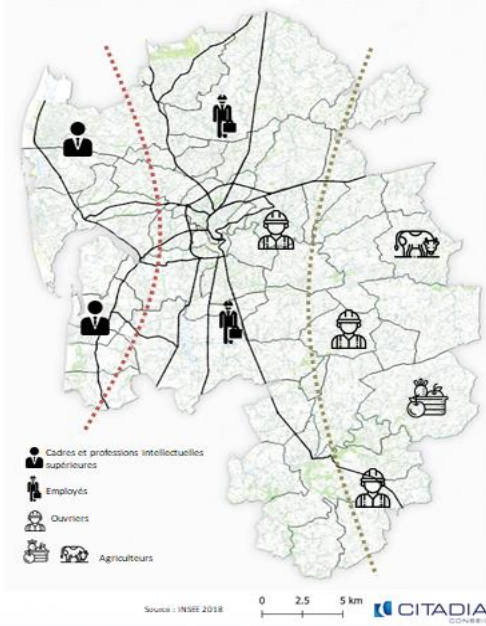 Cadres et professions intellectuelles
supérieures
Employés
Ouvriers
Agriculteurs
Source : INSEE 2018
0 2.5 5 km
CITADIA
CONSEIL